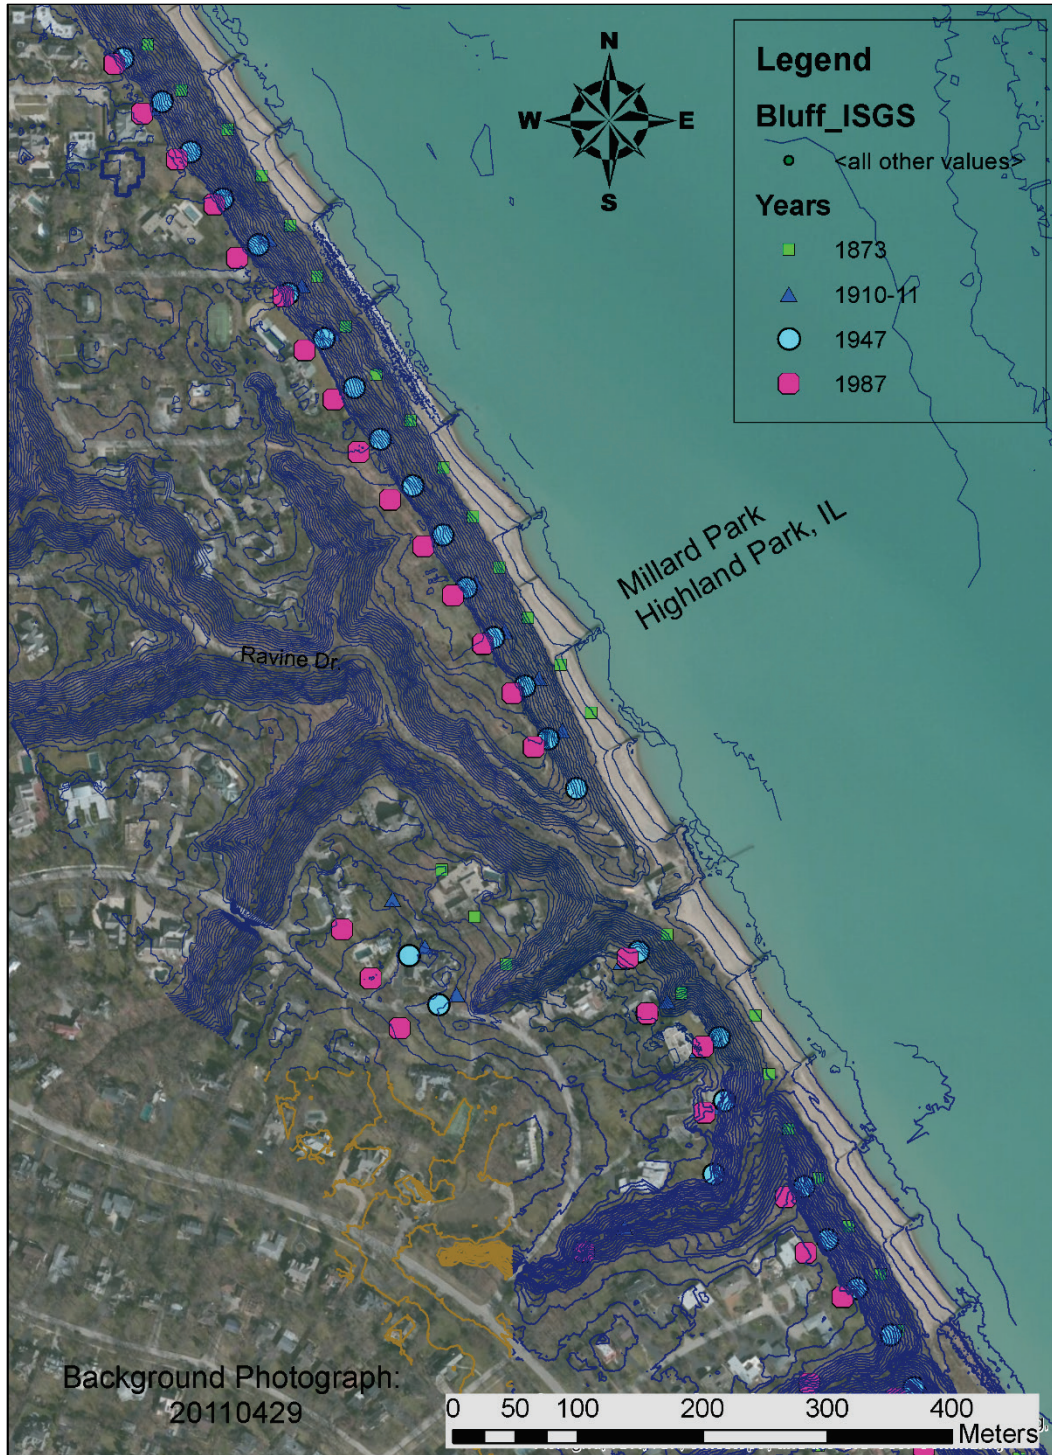 N
W E
S
Legend
Bluff_ISGS
<all other values>
Years
1873
1910-11
1947
1987
Millard Park
Highland Park, IL
Ravine Dr.
Background Photograph:
20110429
0 50 100 200 300 400
Meters